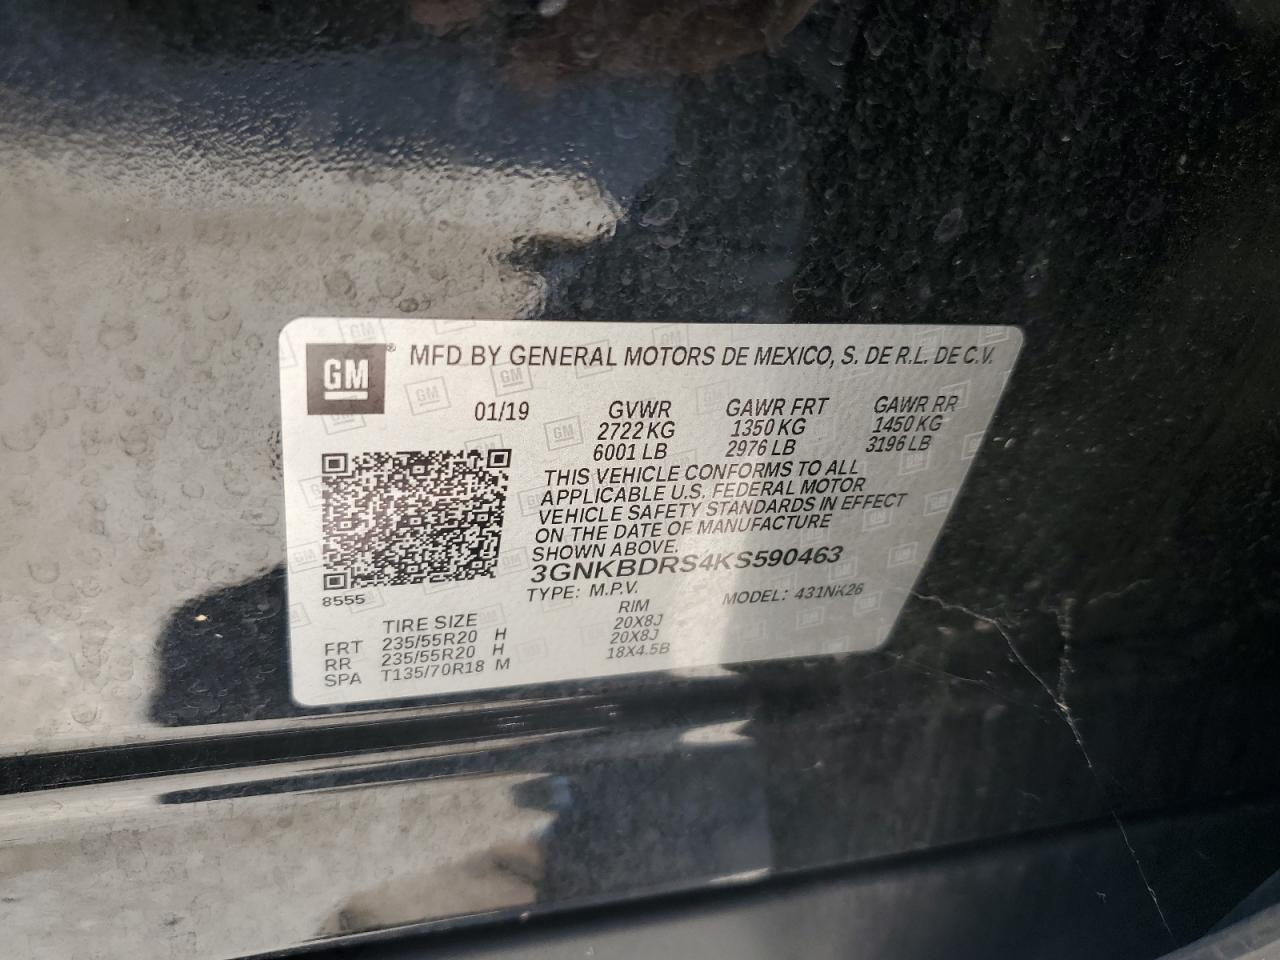 GM® MFD BY GENERAL MOTORS DE MEXICO, S. DE R.L. DE C.V.
01/19 GVWR GAWR FRT GAWR RR
2722 KG 1350 KG 1450 KG
6001 LB 2976 LB 3196 LB
THIS VEHICLE CONFORMS TO ALL
APPLICABLE U.S. FEDERAL MOTOR
VEHICLE SAFETY STANDARDS IN EFFECT
ON THE DATE OF MANUFACTURE
SHOWN ABOVE.
3GNKBDRS4KS590463
8555 TYPE: M.P.V. MODEL: 431NK26
TIRE SIZE RIM
FRT 235/55R20 H 20X8J
RR 235/55R20 H 20X8J
SPA T135/70R18 M 18X4.5B